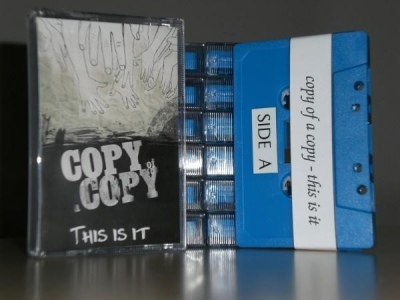 COPY
of
a COPY
THIS IS IT
SIDE A
copy of a copy - this is it